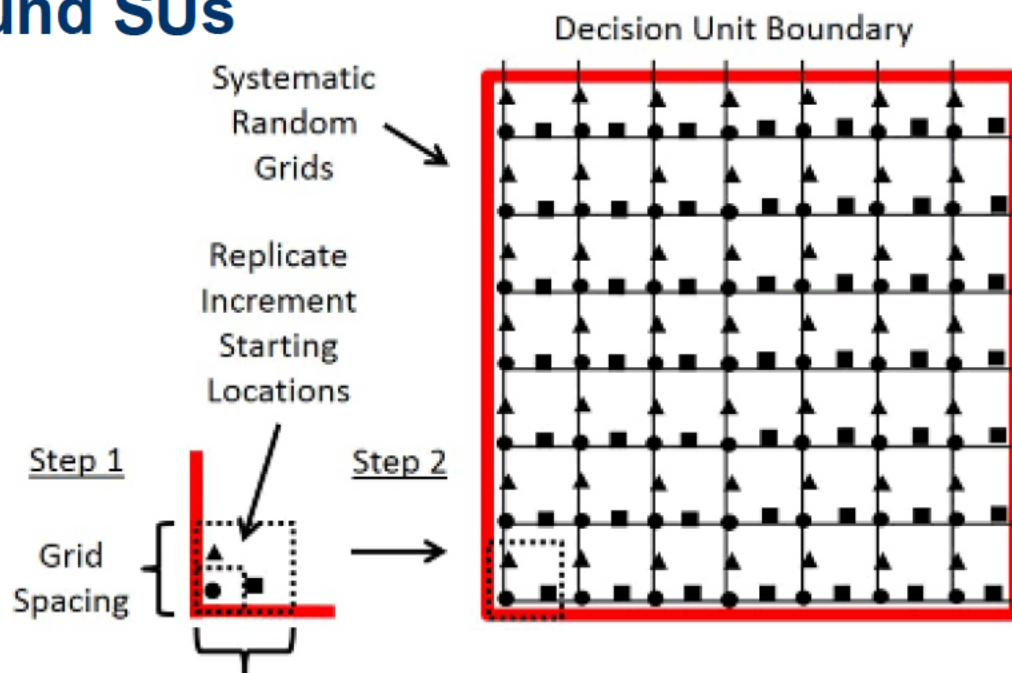 und SUs
Decision Unit Boundary
Systematic
Random
Grids
Replicate
Increment
Starting
Locations
Step 1
Step 2
Grid
Spacing